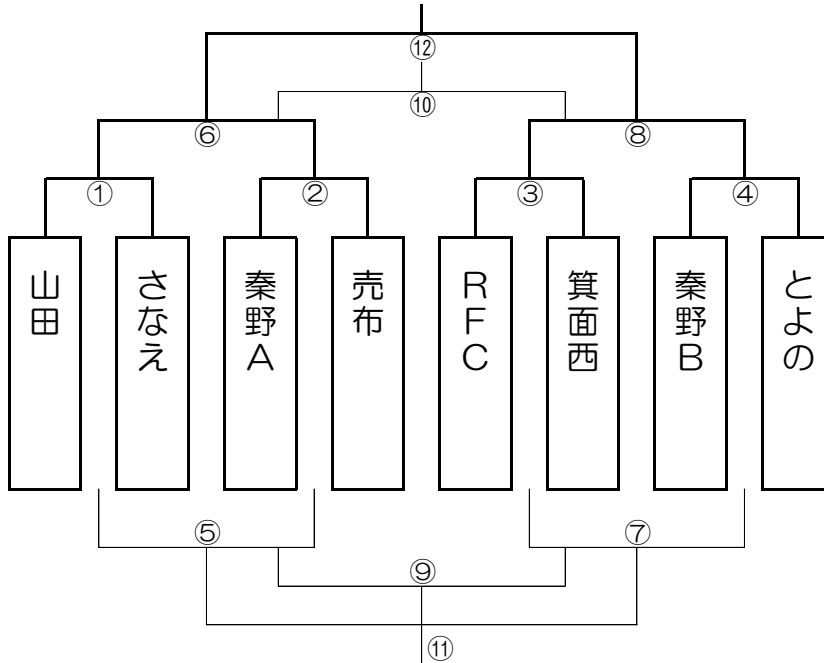 ⑫
⑩
⑥ ⑧
① ② ③ ④
山田
さなえ
秦野A
売布
RFC
箕面西
秦野B
とよの
⑤ ⑦
⑨
⑪